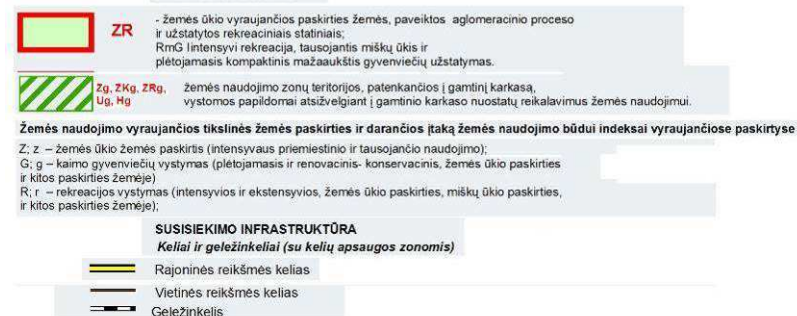 ZR
- žemės ūkio vyraujančios paskirties žemės, paveiktos aglomeracinio proceso
ir užstatytos rekreaciniais statiniais;
RmG Iintensyvi rekreacija, tausojantis miškų ūkis ir
plėtojamasis kompaktinis mažaaukštis gyvenviečių užstatymas.
Zg, ZKg, ZRg,
Ug, Hg
žemės naudojimo zonų teritorijos, patenkančios į gamtinį karkasą,
vystomos papildomai atsižvelgiant į gamtinio karkaso nuostatų reikalavimus žemės naudojimui.
Žemės naudojimo vyraujančios tikslinės žemės paskirties ir darančios įtaką žemės naudojimo būdui indeksai vyraujančiose paskirtyse
Z; z – žemės ūkio žemės paskirtis (intensyvaus priemiestinio ir tausojančio naudojimo);
G; g – kaimo gyvenviečių vystymas (plėtojamasis ir renovacinis- konservacinis, žemės ūkio paskirties
ir kitos paskirties žemėje)
R; r – rekreacijos vystymas (intensyvios ir ekstensyvios, žemės ūkio paskirties, miškų ūkio paskirties,
ir kitos paskirties žemėje);
SUSISIEKIMO INFRASTRUKTŪRA
Keliai ir geležinkeliai (su kelių apsaugos zonomis)
Rajoninės reikšmės kelias
Vietinės reikšmės kelias
Geležinkelis